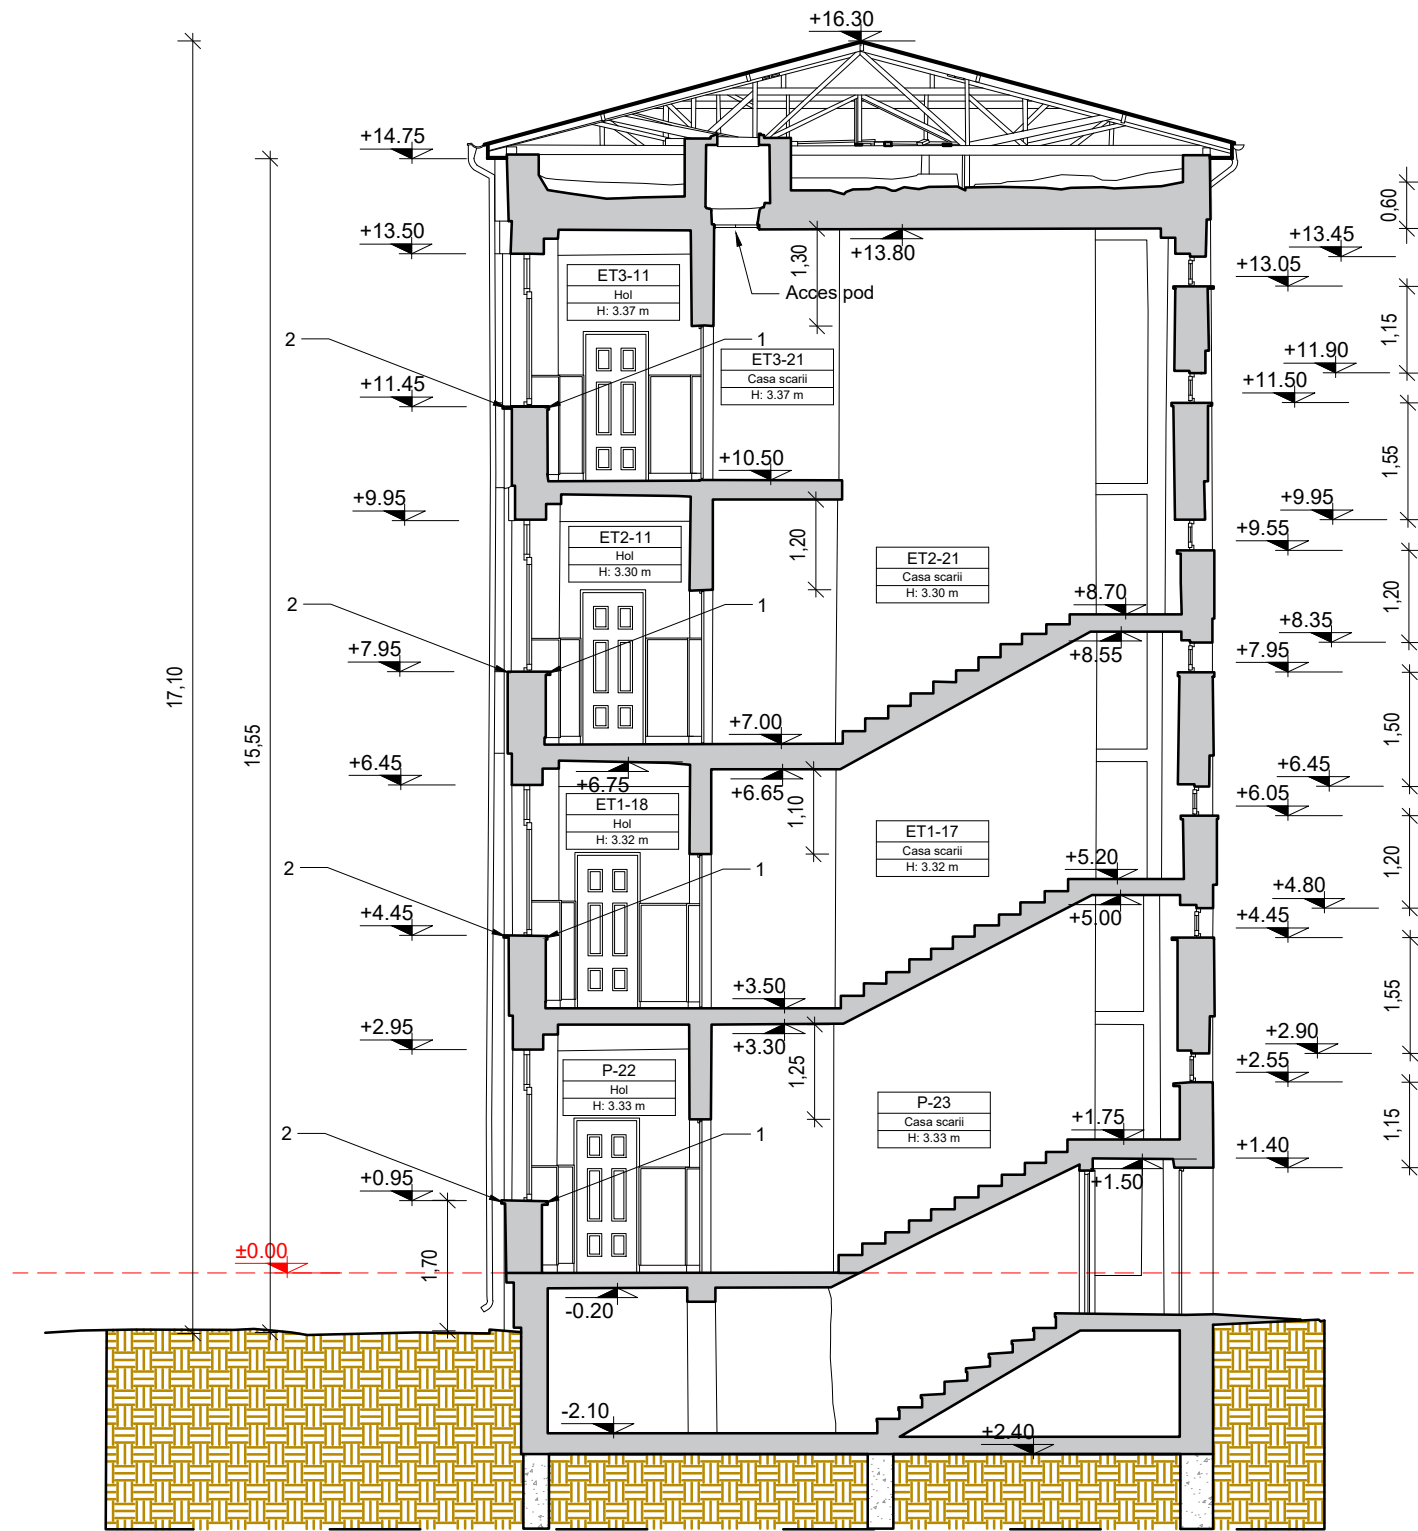 +16.30
+14.75
0,60
+13.50
+13.80
+13.45
1,30
+13.05
ET3-11
Hol
H: 3.37 m
Acces pod
1,15
2
1
ET3-21
Casa scarii
H: 3.37 m
+11.90
+11.45
+11.50
+10.50
1,55
+9.95
+9.95
1,20
ET2-11
Hol
H: 3.30 m
ET2-21
Casa scarii
H: 3.30 m
+9.55
2
1
+8.70
1,20
+8.35
+7.95
+8.55
+7.95
17,10
15,55
+7.00
1,50
+6.45
+6.75
+6.65
+6.45
1,10
+6.05
ET1-18
Hol
H: 3.32 m
ET1-17
Casa scarii
H: 3.32 m
2
1
+5.20
1,20
+4.80
+4.45
+5.00
+4.45
+3.50
1,55
+2.95
+3.30
+2.90
1,25
+2.55
P-22
Hol
H: 3.33 m
P-23
Casa scarii
H: 3.33 m
2
1
+1.75
1,15
+0.95
+1.50
+1.40
±0.00
1,70
-0.20
-2.10
+2.40